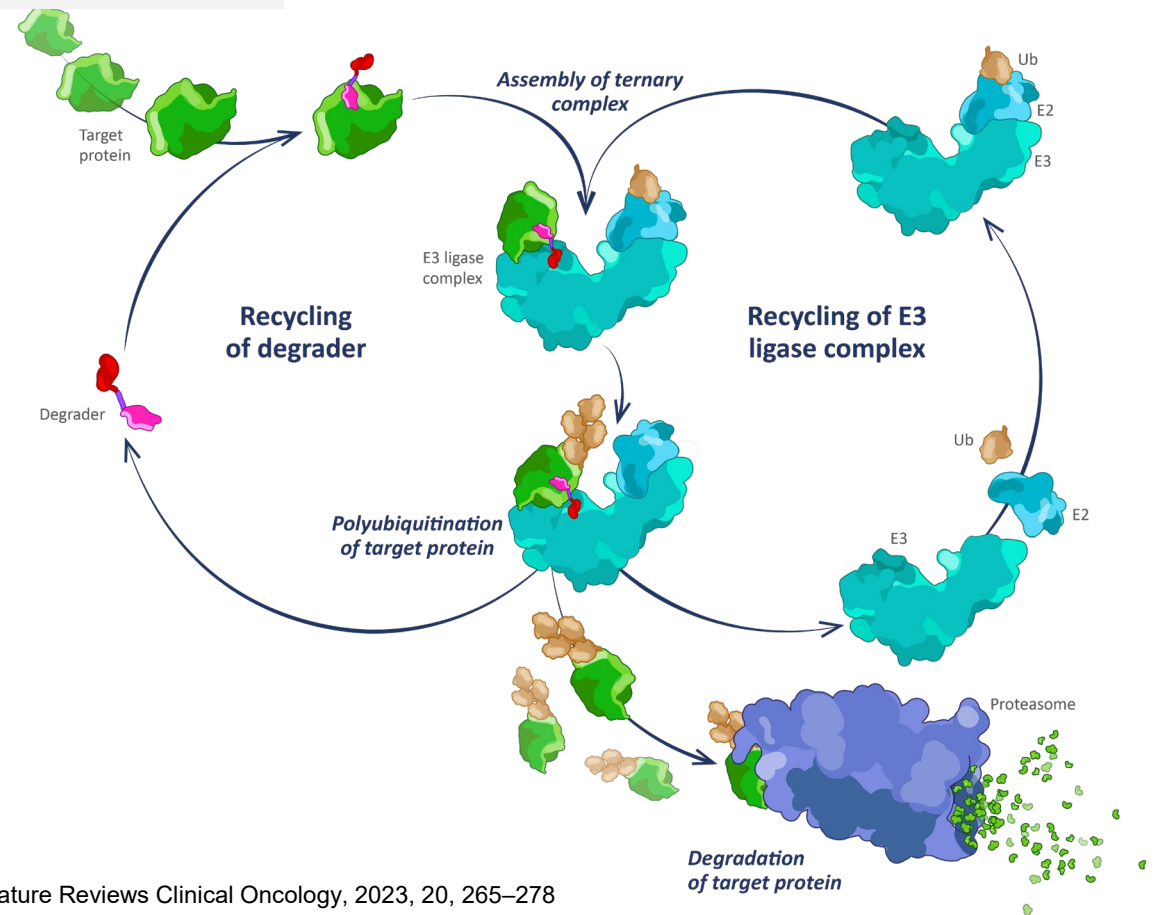 Target
protein
Assembly of ternary
complex
Ub
E2
E3
E3 ligase
complex
Recycling
of degrader
Recycling of E3
ligase complex
Degrader
Ub
E2
E3
Polyubiquitination
of target protein
Proteasome
Degradation
of target protein
ature Reviews Clinical Oncology, 2023, 20, 265–278